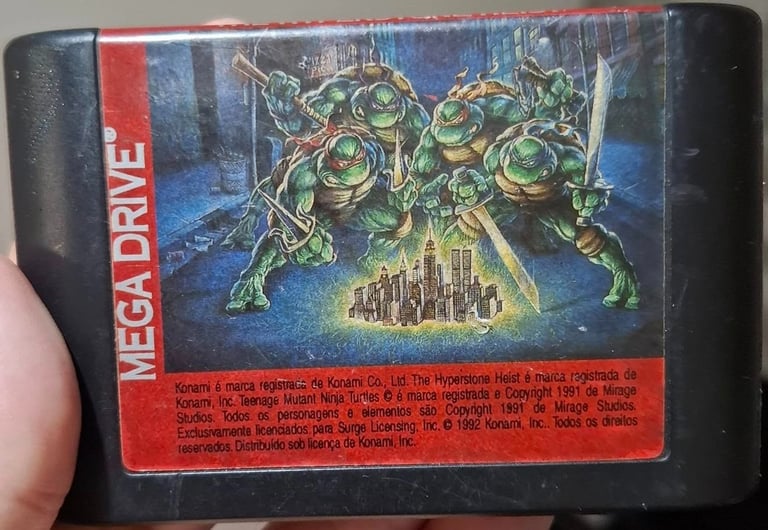 MEGA DRIVE®
Konami é marca registrada de Konami Co., Ltd. The Hyperstone Heist é marca ragistrada de
Konami, Inc. Teenage Mutant Ninja Turtles © é marca registrada e Copyright 1991 de Mirage
Studios. Todos os personagens e elementos são Copyright 1991 de Mirage Studios.
Exclusivamente licenciados para Surge Licensing, Inc. © 1992 Konami, Inc.. Todos os direitos
reservados. Distribuído sob licença de Konami, Inc.